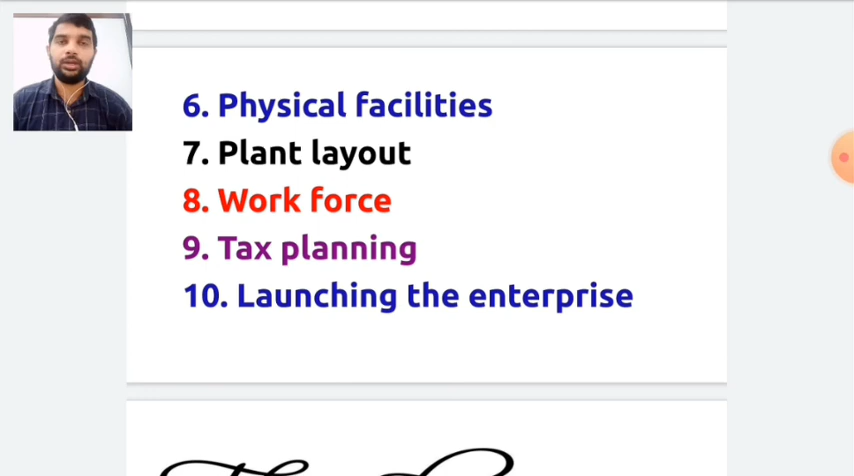 6. Physical facilities
7. Plant layout
8. Work force
9. Tax planning
10. Launching the enterprise